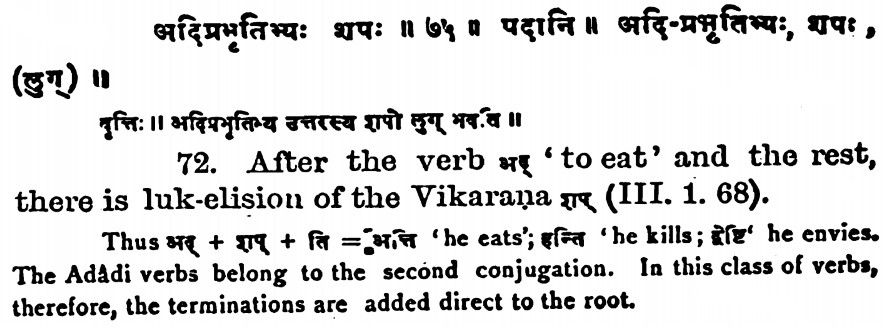 अदिप्रभृतिभ्यः शपः ॥ ७५ ॥ पदानि ॥ अदि-प्रभृतिभ्यः, शपः ,
(लुग्) ॥
वृत्तिः ॥ अदिप्रभृतिभ्य उत्तरस्य शपो लुग् भवति ॥
72. After the verb अद् ‘to eat’ and the rest,
there is luk-elision of the Vikaraṇa शप् (III. 1. 68).
Thus अद् + शप् + ति = अत्ति ‘he eats’; हन्ति ‘he kills; द्वेष्टि‘ he envies.
The Adâdi verbs belong to the second conjugation. In this class of verbs,
therefore, the terminations are added direct to the root.